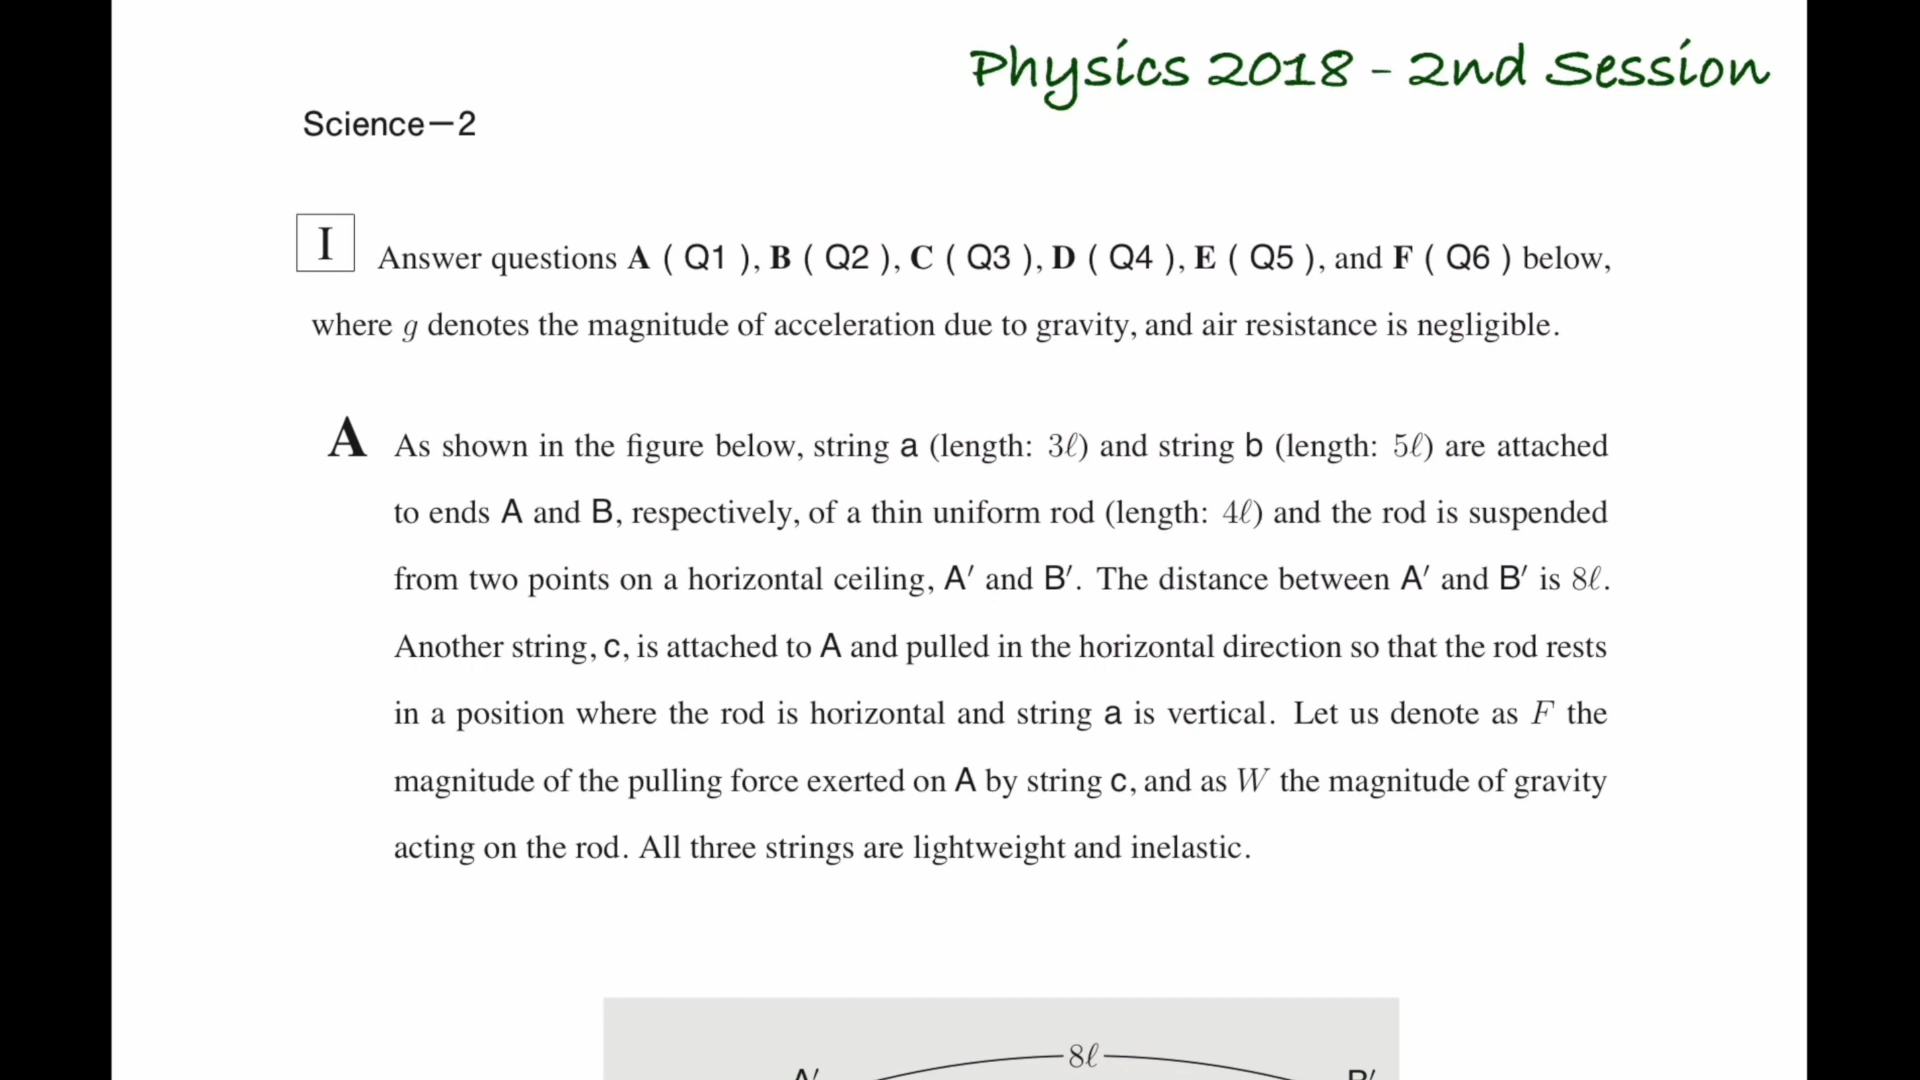 Physics 2018 - 2nd Session
Science－2
I Answer questions A ( Q1 ), B ( Q2 ), C ( Q3 ), D ( Q4 ), E ( Q5 ), and F ( Q6 ) below,
where g denotes the magnitude of acceleration due to gravity, and air resistance is negligible.
A As shown in the figure below, string a (length: 3ℓ) and string b (length: 5ℓ) are attached
to ends A and B, respectively, of a thin uniform rod (length: 4ℓ) and the rod is suspended
from two points on a horizontal ceiling, A′ and B′. The distance between A′ and B′ is 8ℓ.
Another string, c, is attached to A and pulled in the horizontal direction so that the rod rests
in a position where the rod is horizontal and string a is vertical. Let us denote as F the
magnitude of the pulling force exerted on A by string c, and as W the magnitude of gravity
acting on the rod. All three strings are lightweight and inelastic.
8ℓ
A′ B′